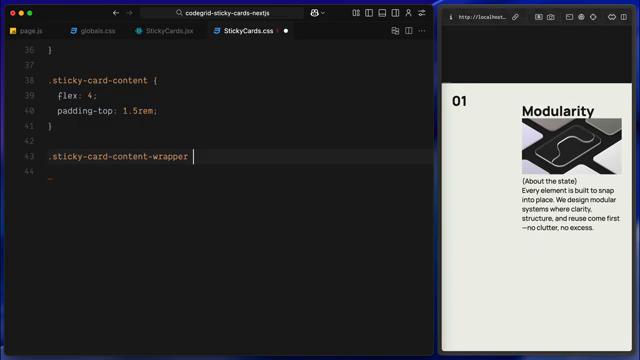 codegrid-sticky-cards-nextjs
page.js
globals.css
StickyCards.jsx
StickyCards.css
36 }
37
38 .sticky-card-content {
39 flex: 4;
40 padding-top: 1.5rem;
41 }
42
43 .sticky-card-content-wrapper
44
http://localhost...
01
Modularity
(About the state)
Every element is built to snap
into place. We design modular
systems where clarity,
structure, and reuse come first
—no clutter, no excess.